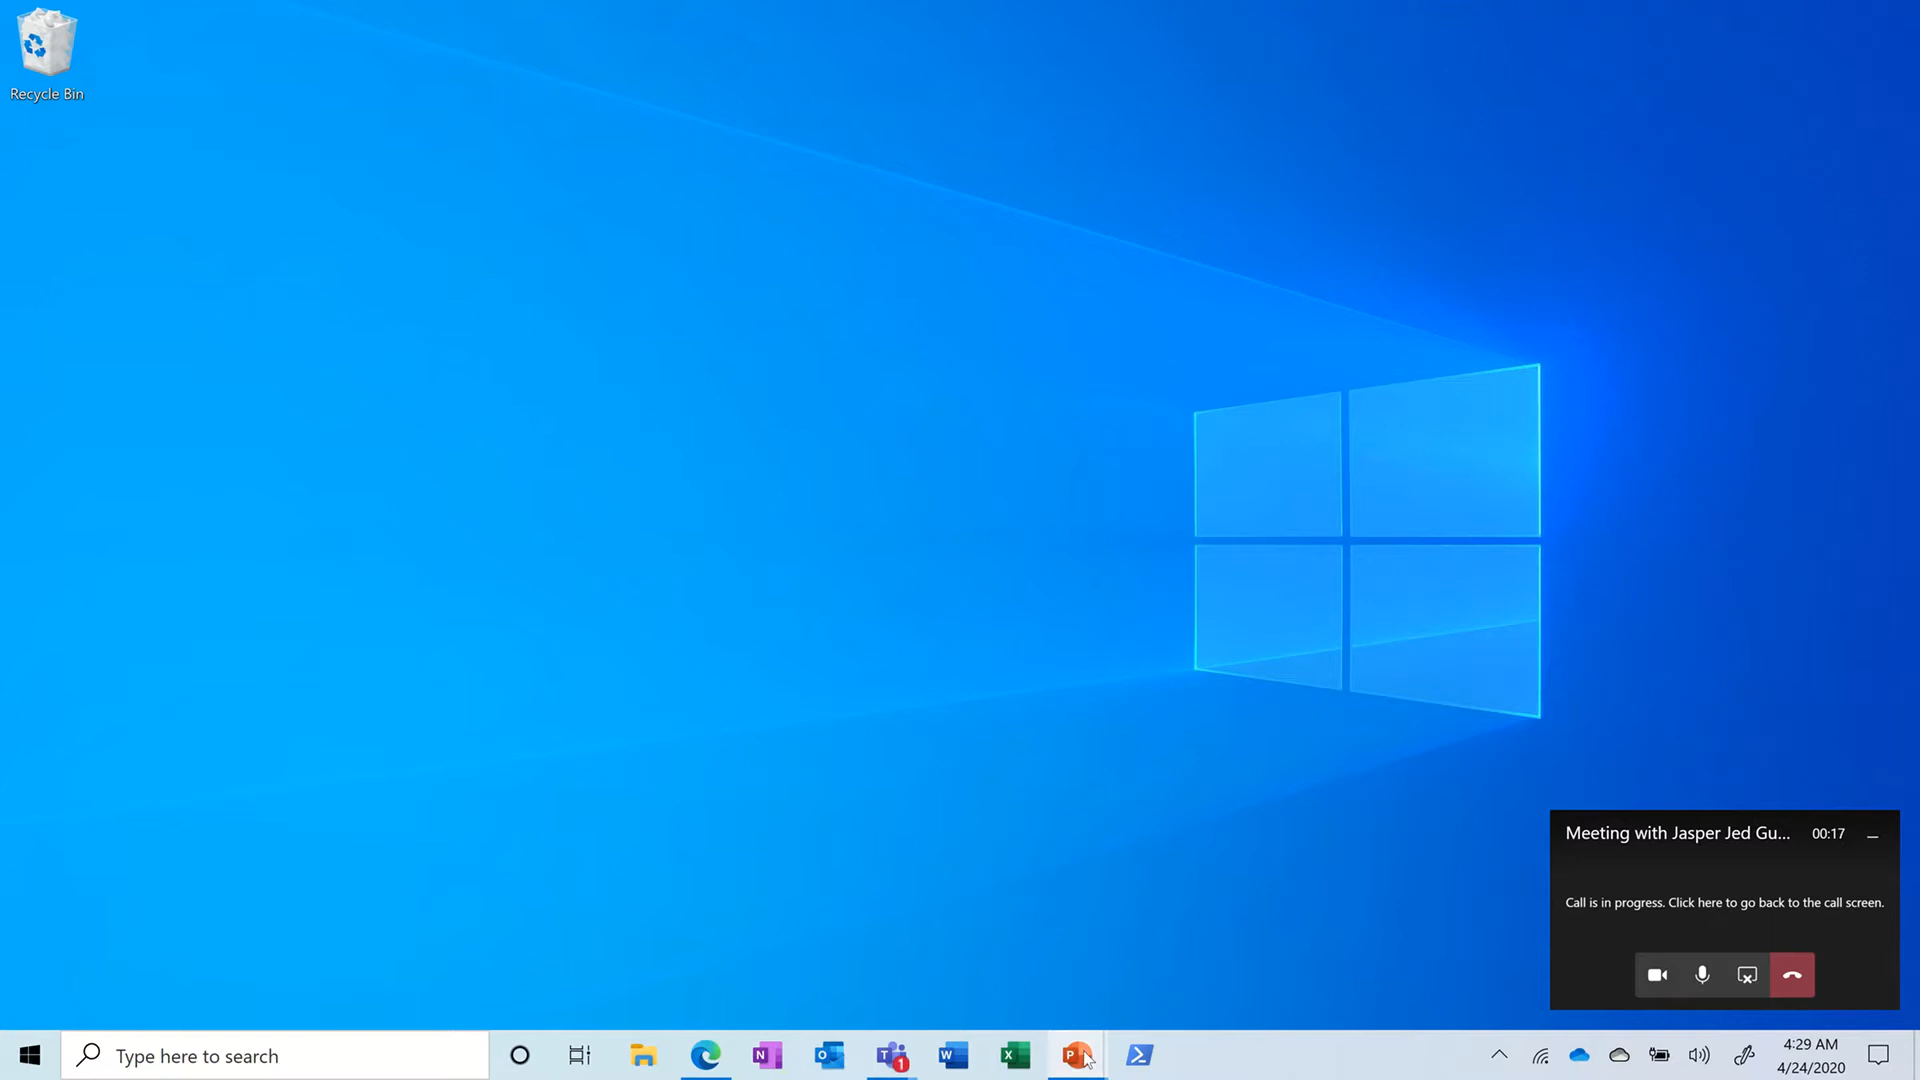 Recycle Bin
Meeting with Jasper Jed Gu... 00:17
Call is in progress. Click here to go back to the call screen.
Type here to search
N
O
T
1
W
X
P
4:29 AM
4/24/2020